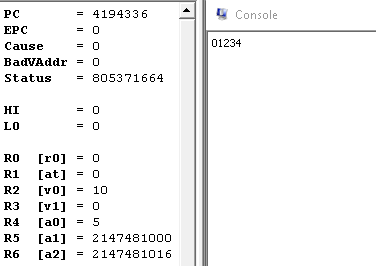 PC = 4194336
EPC = 0
Cause = 0
BadVAddr = 0
Status = 805371664
HI = 0
LO = 0
R0 [r0] = 0
R1 [at] = 0
R2 [v0] = 10
R3 [v1] = 0
R4 [a0] = 5
R5 [a1] = 2147481000
R6 [a2] = 2147481016
Console
01234